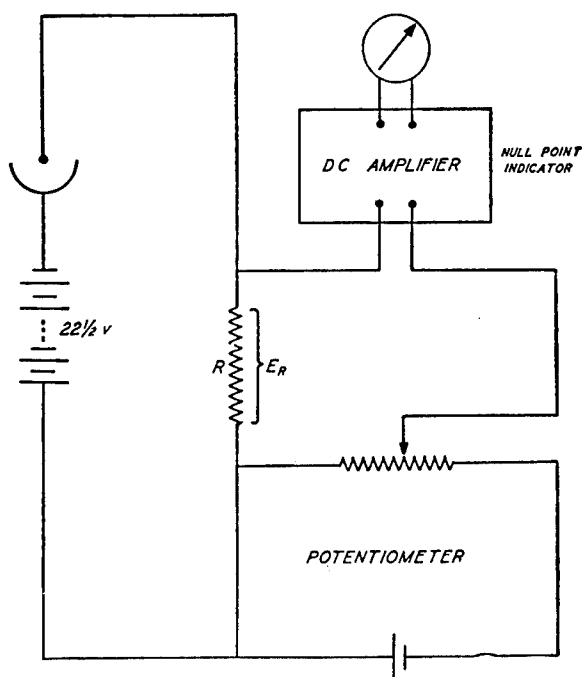 DC AMPLIFIER
NULL POINT
INDICATOR
22½ V
R
E_R
POTENTIOMETER